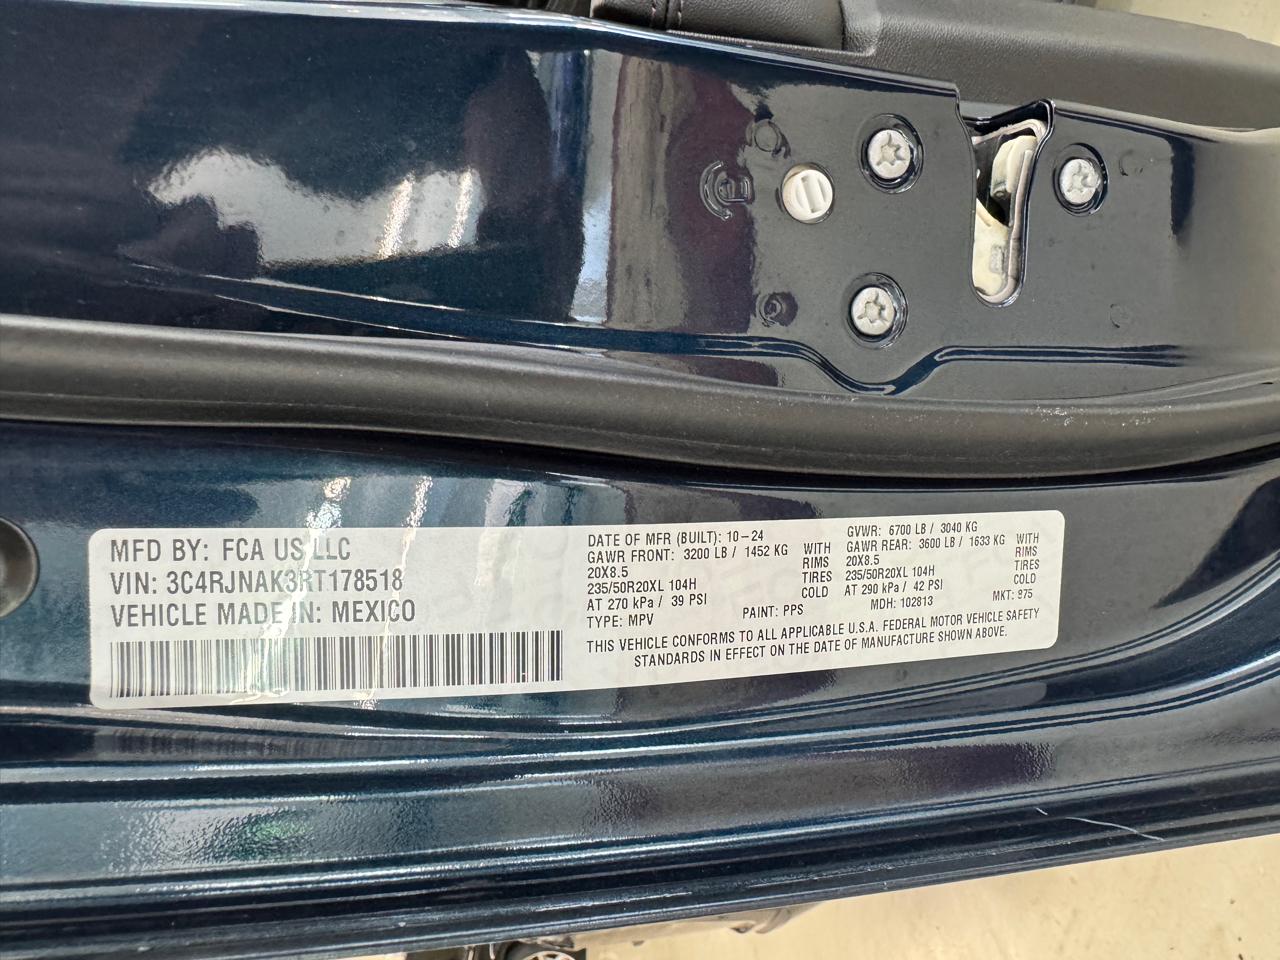 MFD BY: FCA US LLC
VIN: 3C4RJNAK3RT178518
VEHICLE MADE IN: MEXICO
DATE OF MFR (BUILT): 10-24
GAWR FRONT: 3200 LB / 1452 KG WITH
20X8.5 RIMS
235/50R20XL 104H TIRES
AT 270 kPa / 39 PSI COLD
TYPE: MPV PAINT: PPS
GVWR: 6700 LB / 3040 KG
GAWR REAR: 3600 LB / 1633 KG WITH
20X8.5 RIMS
235/50R20XL 104H TIRES
AT 290 kPa / 42 PSI COLD
MDH: 102813 MKT: 875
THIS VEHICLE CONFORMS TO ALL APPLICABLE U.S.A. FEDERAL MOTOR VEHICLE SAFETY
STANDARDS IN EFFECT ON THE DATE OF MANUFACTURE SHOWN ABOVE.